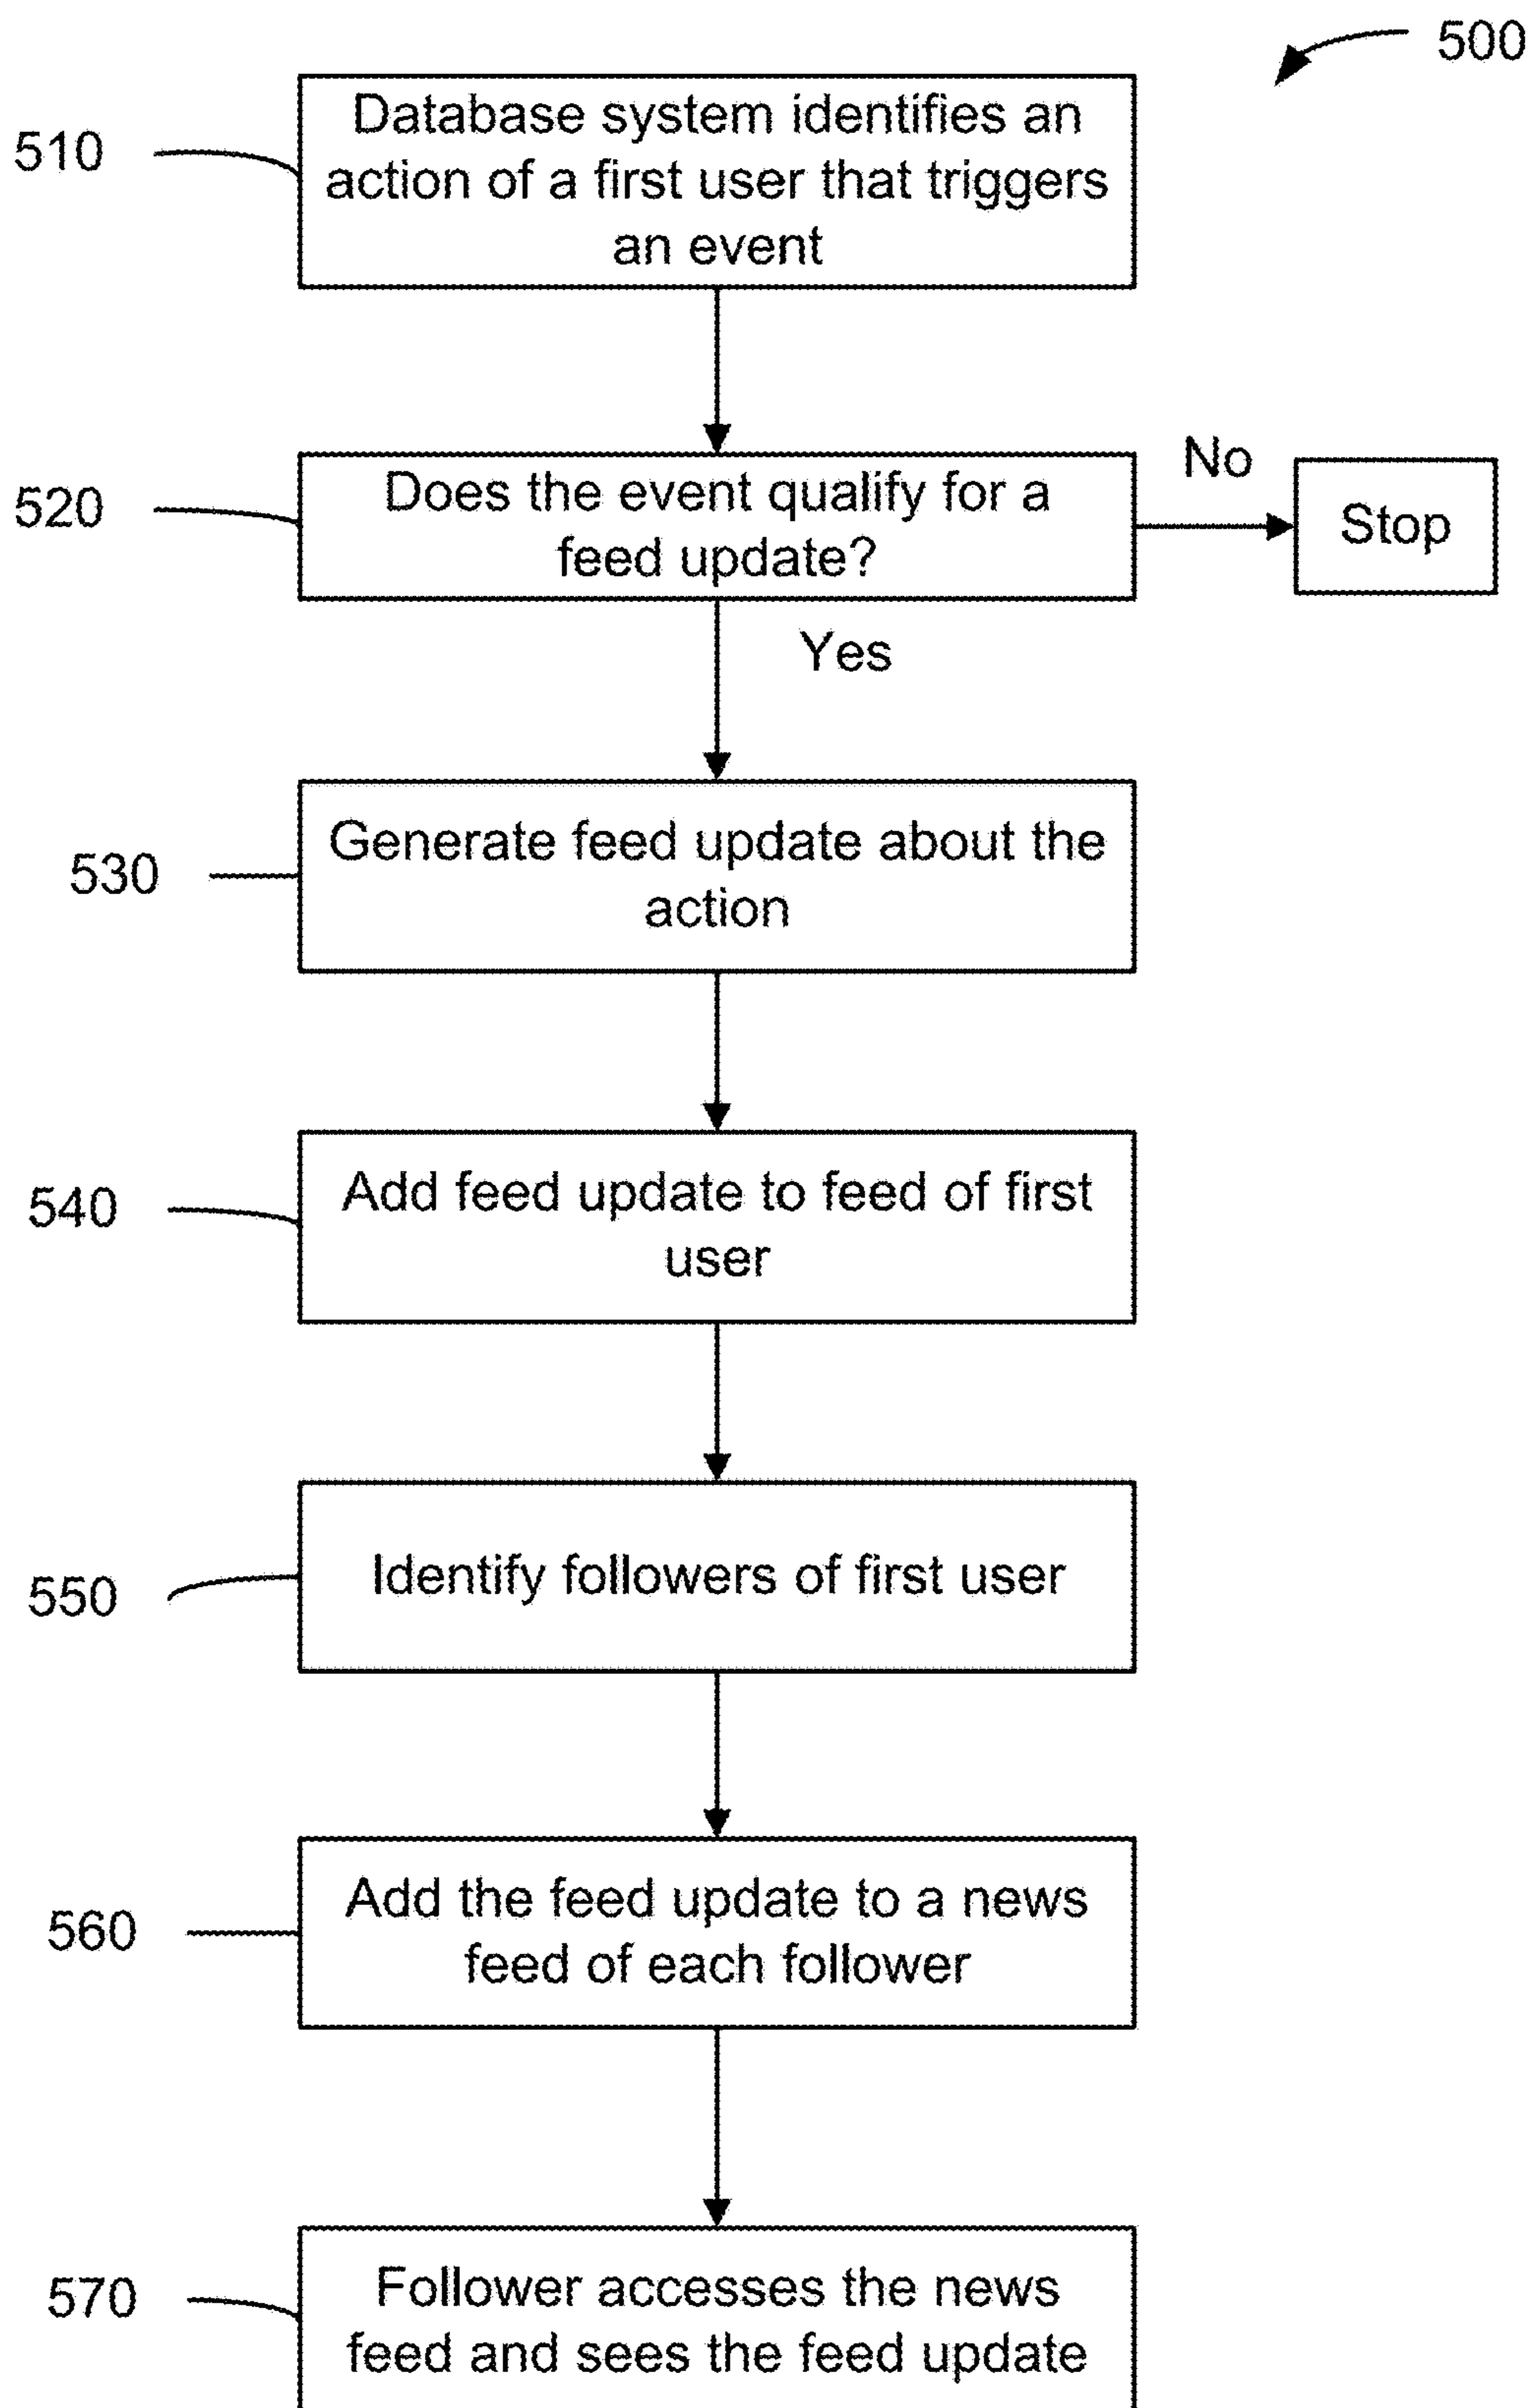 500
510
Database system identifies an
action of a first user that triggers
an event
520
Does the event qualify for a
feed update?
No
Stop
Yes
530
Generate feed update about the
action
540
Add feed update to feed of first
user
550
Identify followers of first user
560
Add the feed update to a news
feed of each follower
570
Follower accesses the news
feed and sees the feed update